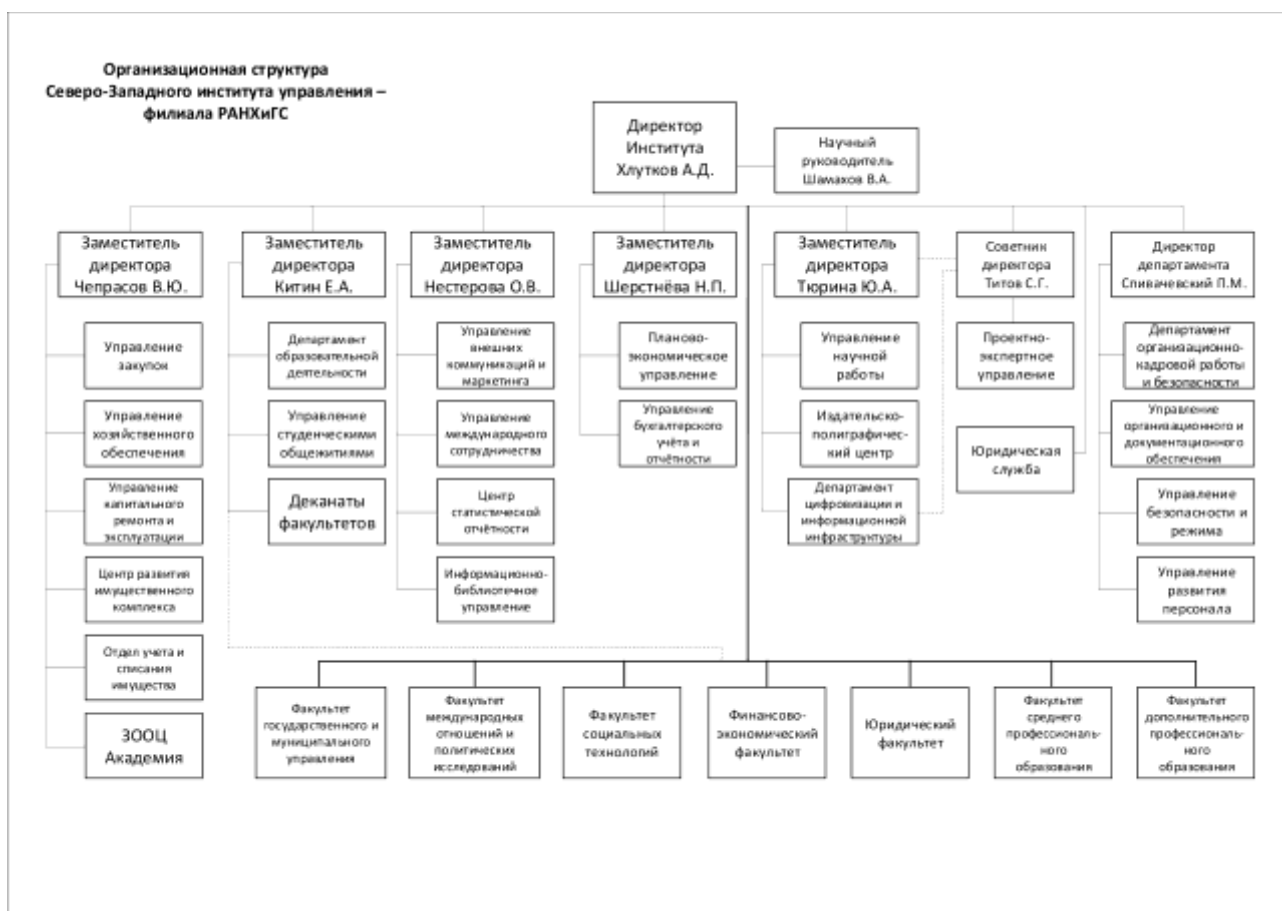 Организационная структура
Северо-Западного института управления –
филиала РАНХиГС
Директор
Института
Хлутков А.Д.
Научный
руководитель
Шамахов В.А.
Заместитель
директора
Чепрасов В.Ю.
Заместитель
директора
Китин Е.А.
Заместитель
директора
Нестерова О.В.
Заместитель
директора
Шерстнёва Н.П.
Заместитель
директора
Тюрина Ю.А.
Советник
директора
Титов С.Г.
Директор
департамента
Спивачевский П.М.
Управление
закупок
Департамент
образовательной
деятельности
Управление
внешних
коммуникаций и
маркетинга
Планово-
экономическое
управление
Управление
научной
работы
Проектно-
экспертное
управление
Департамент
организационно-
кадровой работы
и безопасности
Управление
хозяйственного
обеспечения
Управление
студенческими
общежитиями
Управление
международного
сотрудничества
Управление
бухгалтерского
учёта и
отчётности
Издательско-
полиграфичес-
кий центр
Юридическая
служба
Управление
организационного и
документационного
обеспечения
Управление
капитального
ремонта и
эксплуатации
Деканаты
факультетов
Центр
статистической
отчётности
Департамент
цифровизации и
информационной
инфраструктуры
Управление
безопасности и
режима
Центр развития
имущественного
комплекса
Информационно-
библиотечное
управление
Управление
развития
персонала
Отдел учета и
списания
имущества
ЗООЦ
Академия
Факультет
государственного и
муниципального
управления
Факультет
международных
отношений и
политических
исследований
Факультет
социальных
технологий
Финансово-
экономический
факультет
Юридический
факультет
Факультет
среднего
профессиональ-
ного
образования
Факультет
дополнительного
профессиональ-
ного
образования